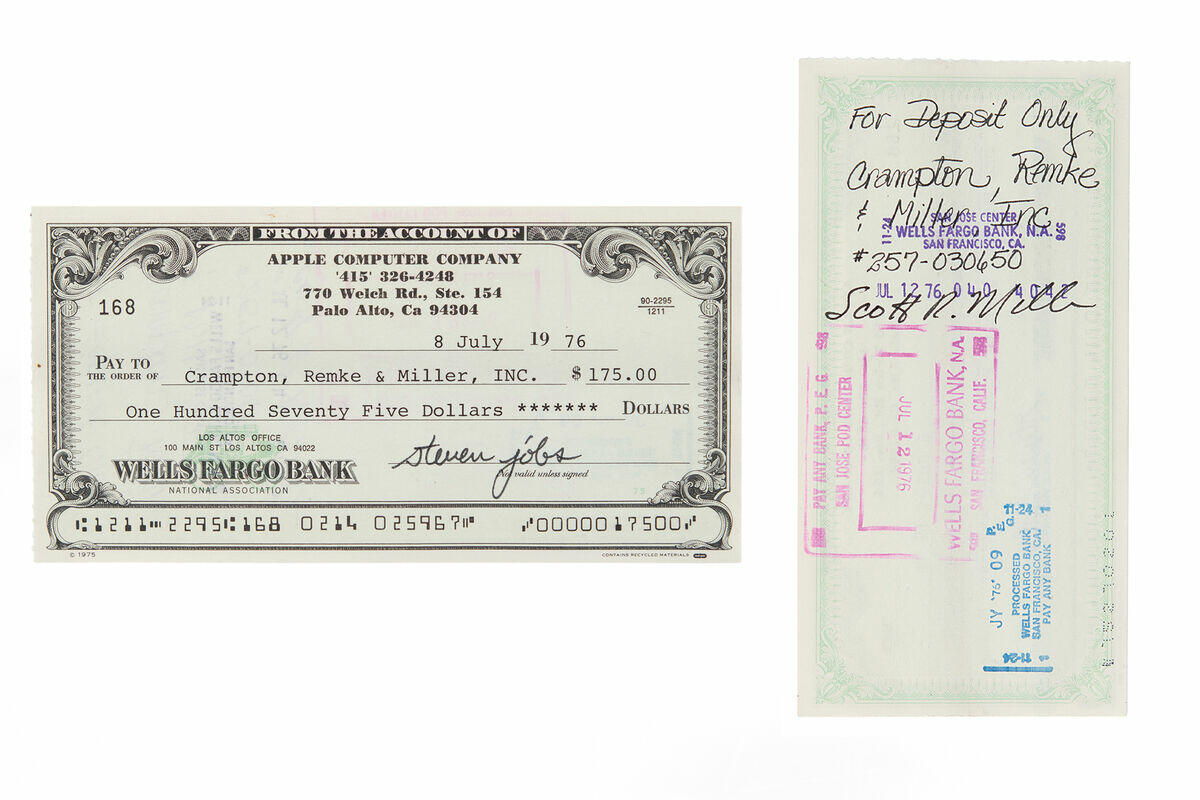 FROM THE ACCOUNT OF
APPLE COMPUTER COMPANY
'415' 326-4248
770 Welch Rd., Ste. 154
Palo Alto, Ca 94304
168
90-2295
1211
8 July 19 76
PAY TO
THE ORDER OF Crampton, Remke & Miller, INC. $ 175.00
One Hundred Seventy Five Dollars ******* DOLLARS
LOS ALTOS OFFICE
100 MAIN ST LOS ALTOS CA 94022
WELLS FARGO BANK
NATIONAL ASSOCIATION
steven jobs
Not valid unless signed
75
1211 2295 168 0214 025967 0000017500
© 1975
CONTAINS RECYCLED MATERIALS
For Deposit Only
Crampton, Remke
& Miller, Inc
SAN JOSE CENTER
11-24 WELLS FARGO BANK, N.A.
SAN FRANCISCO, CA.
#257-030650
JUL 12 76 040
Scott N. Miller
PAY ANY BANK, P. E. G.
SAN JOSE POD CENTER
JUL 12 1976
WELLS FARGO BANK, N.A.
SAN FRANCISCO, CALIF.
JY '76 09
P. E. G.
11-24
PROCESSED
WELLS FARGO BANK
SAN FRANCISCO, CA
PAY ANY BANK
11-24